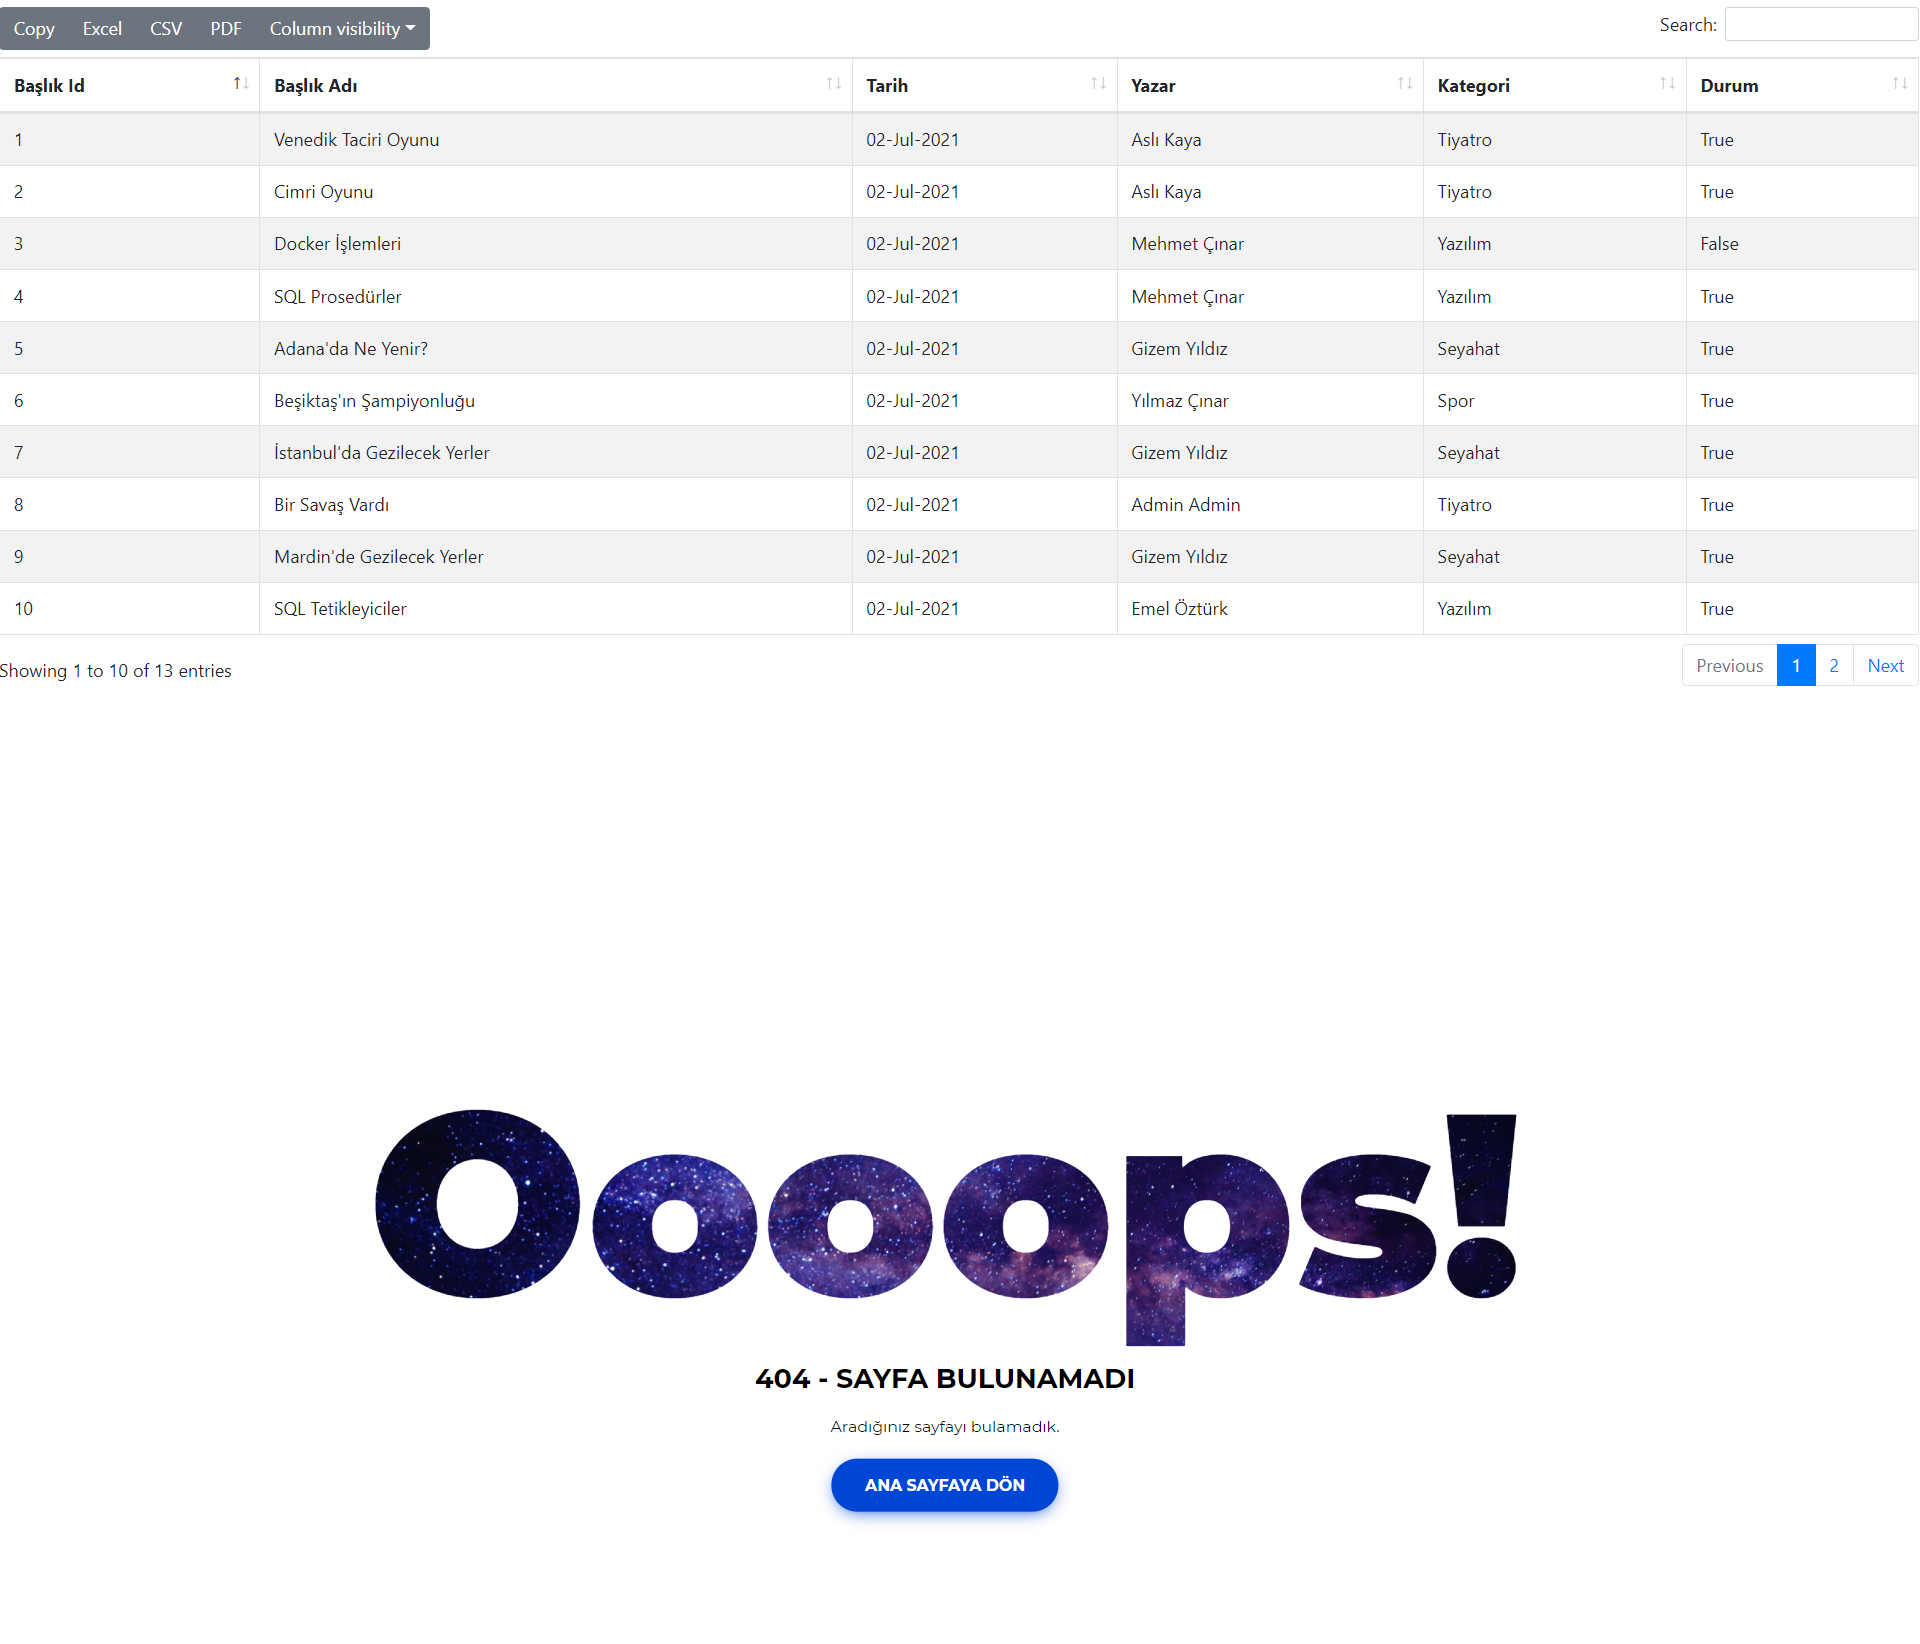 Copy Excel CSV PDF Column visibility Search:
Başlık Id Başlık Adı Tarih Yazar Kategori Durum
1 Venedik Taciri Oyunu 02-Jul-2021 Aslı Kaya Tiyatro True
2 Cimri Oyunu 02-Jul-2021 Aslı Kaya Tiyatro True
3 Docker İşlemleri 02-Jul-2021 Mehmet Çınar Yazılım False
4 SQL Prosedürler 02-Jul-2021 Mehmet Çınar Yazılım True
5 Adana'da Ne Yenir? 02-Jul-2021 Gizem Yıldız Seyahat True
6 Beşiktaş'ın Şampiyonluğu 02-Jul-2021 Yılmaz Çınar Spor True
7 İstanbul'da Gezilecek Yerler 02-Jul-2021 Gizem Yıldız Seyahat True
8 Bir Savaş Vardı 02-Jul-2021 Admin Admin Tiyatro True
9 Mardin'de Gezilecek Yerler 02-Jul-2021 Gizem Yıldız Seyahat True
10 SQL Tetikleyiciler 02-Jul-2021 Emel Öztürk Yazılım True
Showing 1 to 10 of 13 entries Previous 1 2 Next
Oooops!
404 - SAYFA BULUNAMADI
Aradığınız sayfayı bulamadık.
ANA SAYFAYA DÖN